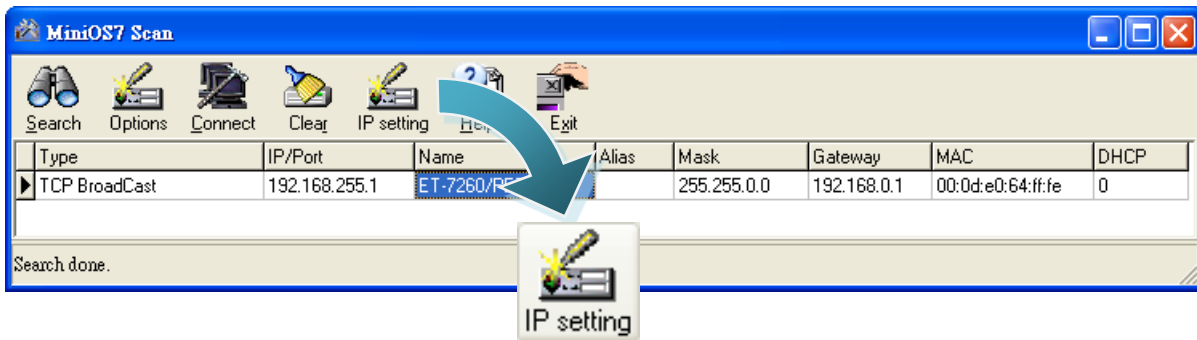 MiniOS7 Scan
Search Options Connect Clear IP setting Exit
Type IP/Port Name Alias Mask Gateway MAC DHCP
TCP BroadCast 192.168.255.1 255.255.0.0 192.168.0.1 00:0d:e0:64:ff:fe 0
Search done.
IP setting